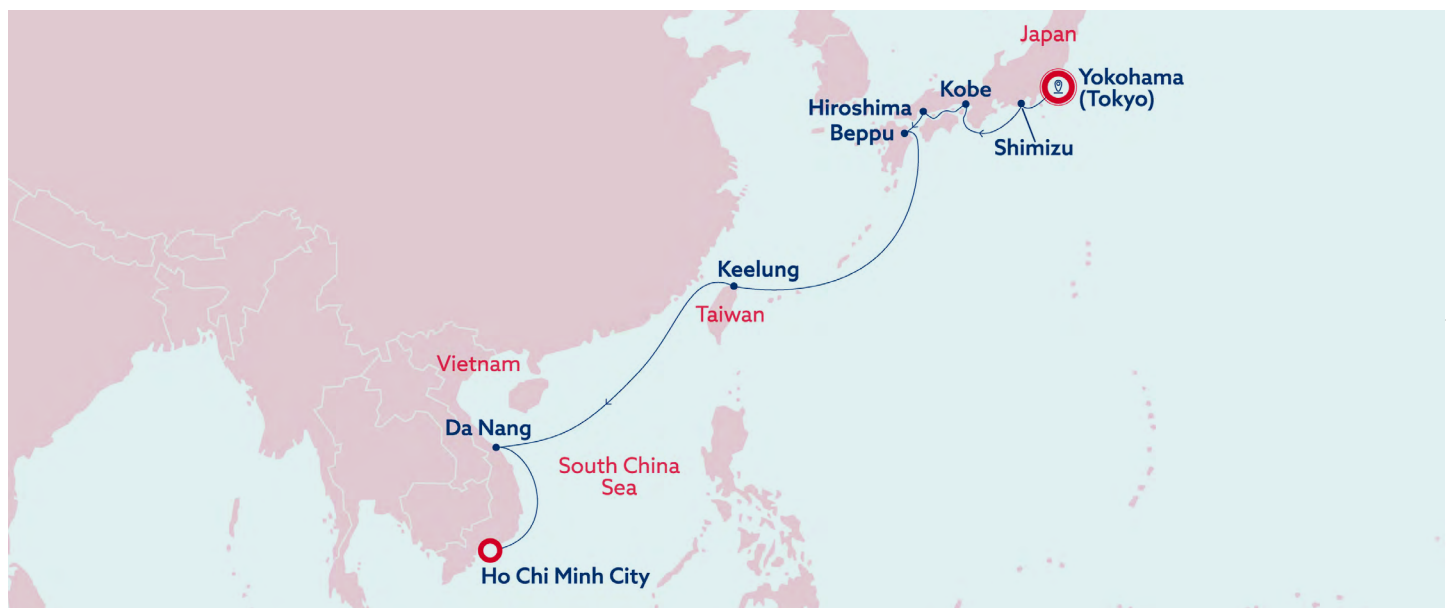 Japan
Yokohama
(Tokyo)
Kobe
Hiroshima
Beppu
Shimizu
Keelung
Taiwan
Vietnam
Da Nang
South China
Sea
Ho Chi Minh City